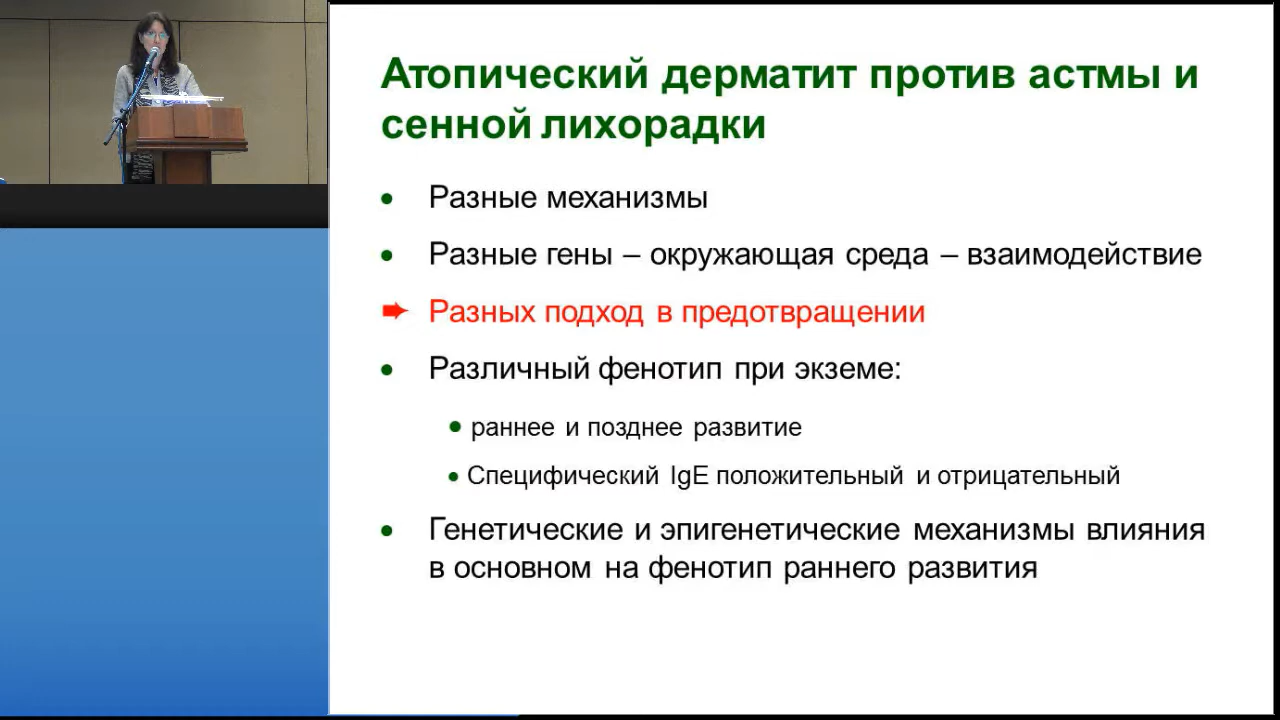 Атопический дерматит против астмы и
сенной лихорадки
Разные механизмы
Разные гены – окружающая среда – взаимодействие
Разных подход в предотвращении
Различный фенотип при экземе:
раннее и позднее развитие
Специфический IgE положительный и отрицательный
Генетические и эпигенетические механизмы влияния
в основном на фенотип раннего развития